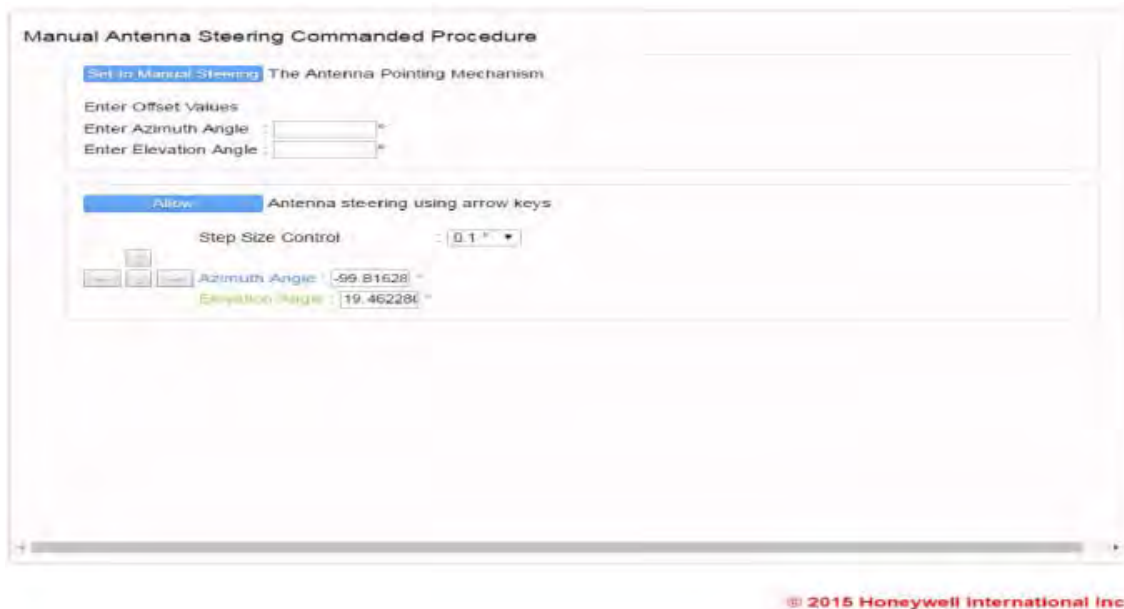 Manual Antenna Steering Commanded Procedure
Set to Manual Steering The Antenna Pointing Mechanism
Enter Offset Values
Enter Azimuth Angle : °
Enter Elevation Angle : °
Allow Antenna steering using arrow keys
Step Size Control : 0.1 °
Azimuth Angle : -99.81628 °
Elevation Angle : 19.46228 °
© 2015 Honeywell International Inc